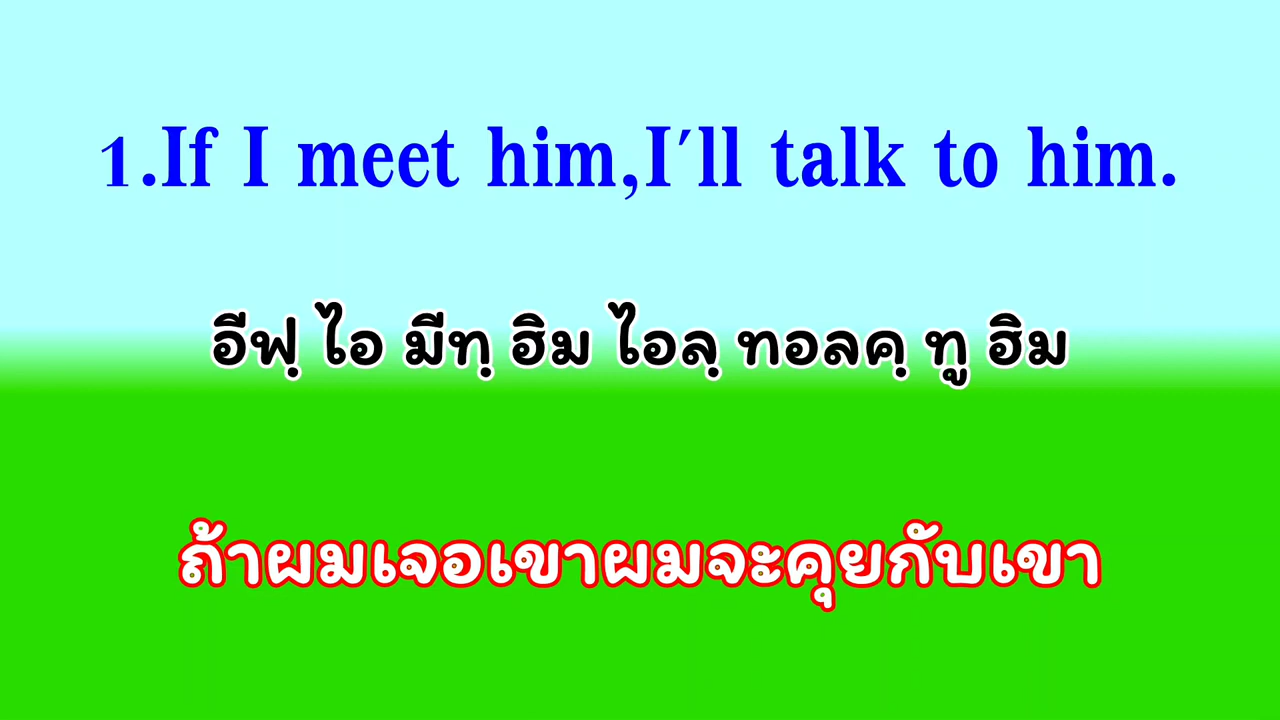 1.If I meet him,I'll talk to him.
อีฟฺ ไอ มีทฺ ฮิม ไอลฺ ทอลคฺ ทู ฮิม
ถ้าผมเจอเขาผมจะคุยกับเขา